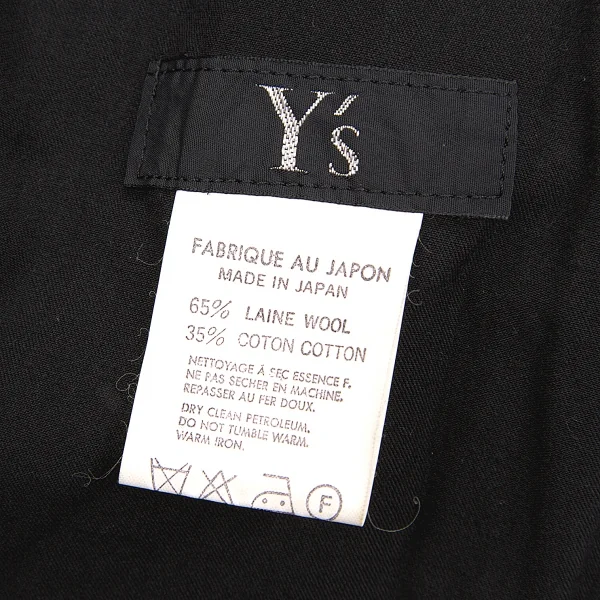 Y's
FABRIQUE AU JAPON
MADE IN JAPAN
65% LAINE WOOL
35% COTON COTTON
NETTOYAGE À SEC ESSENCE F.
NE PAS SECHER EN MACHINE.
REPASSER AU FER DOUX.
DRY CLEAN PETROLEUM.
DO NOT TUMBLE WARM.
WARM IRON.
F